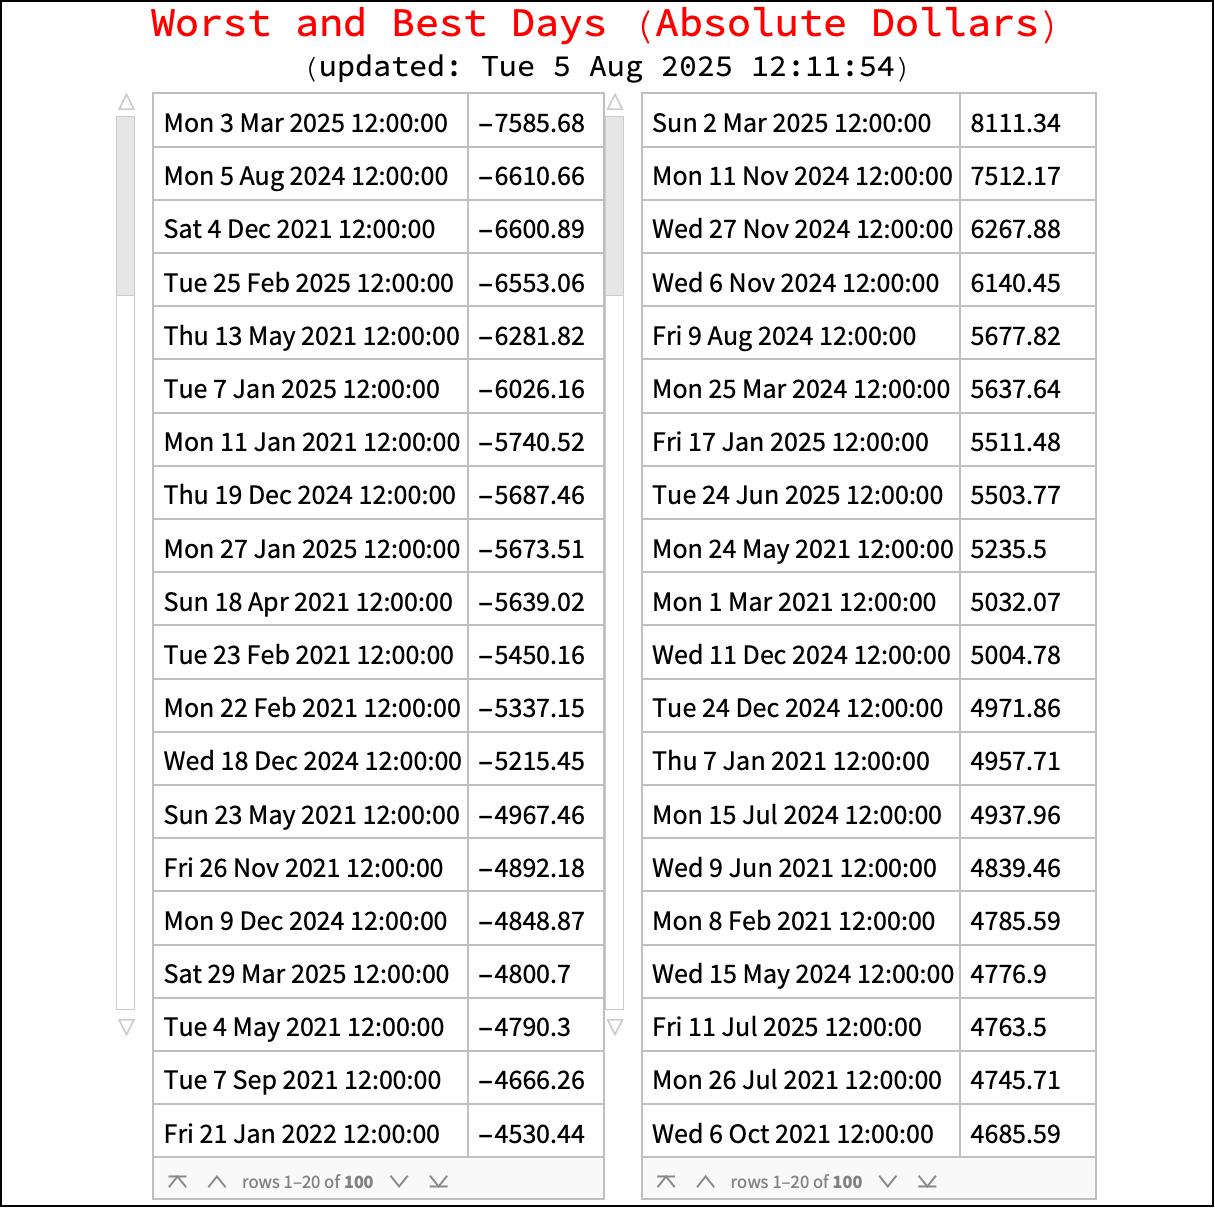 Worst and Best Days (Absolute Dollars)
(updated: Tue 5 Aug 2025 12:11:54)
Mon 3 Mar 2025 12:00:00 −7585.68 Sun 2 Mar 2025 12:00:00 8111.34
Mon 5 Aug 2024 12:00:00 −6610.66 Mon 11 Nov 2024 12:00:00 7512.17
Sat 4 Dec 2021 12:00:00 −6600.89 Wed 27 Nov 2024 12:00:00 6267.88
Tue 25 Feb 2025 12:00:00 −6553.06 Wed 6 Nov 2024 12:00:00 6140.45
Thu 13 May 2021 12:00:00 −6281.82 Fri 9 Aug 2024 12:00:00 5677.82
Tue 7 Jan 2025 12:00:00 −6026.16 Mon 25 Mar 2024 12:00:00 5637.64
Mon 11 Jan 2021 12:00:00 −5740.52 Fri 17 Jan 2025 12:00:00 5511.48
Thu 19 Dec 2024 12:00:00 −5687.46 Tue 24 Jun 2025 12:00:00 5503.77
Mon 27 Jan 2025 12:00:00 −5673.51 Mon 24 May 2021 12:00:00 5235.5
Sun 18 Apr 2021 12:00:00 −5639.02 Mon 1 Mar 2021 12:00:00 5032.07
Tue 23 Feb 2021 12:00:00 −5450.16 Wed 11 Dec 2024 12:00:00 5004.78
Mon 22 Feb 2021 12:00:00 −5337.15 Tue 24 Dec 2024 12:00:00 4971.86
Wed 18 Dec 2024 12:00:00 −5215.45 Thu 7 Jan 2021 12:00:00 4957.71
Sun 23 May 2021 12:00:00 −4967.46 Mon 15 Jul 2024 12:00:00 4937.96
Fri 26 Nov 2021 12:00:00 −4892.18 Wed 9 Jun 2021 12:00:00 4839.46
Mon 9 Dec 2024 12:00:00 −4848.87 Mon 8 Feb 2021 12:00:00 4785.59
Sat 29 Mar 2025 12:00:00 −4800.7 Wed 15 May 2024 12:00:00 4776.9
Tue 4 May 2021 12:00:00 −4790.3 Fri 11 Jul 2025 12:00:00 4763.5
Tue 7 Sep 2021 12:00:00 −4666.26 Mon 26 Jul 2021 12:00:00 4745.71
Fri 21 Jan 2022 12:00:00 −4530.44 Wed 6 Oct 2021 12:00:00 4685.59
rows 1–20 of 100 rows 1–20 of 100